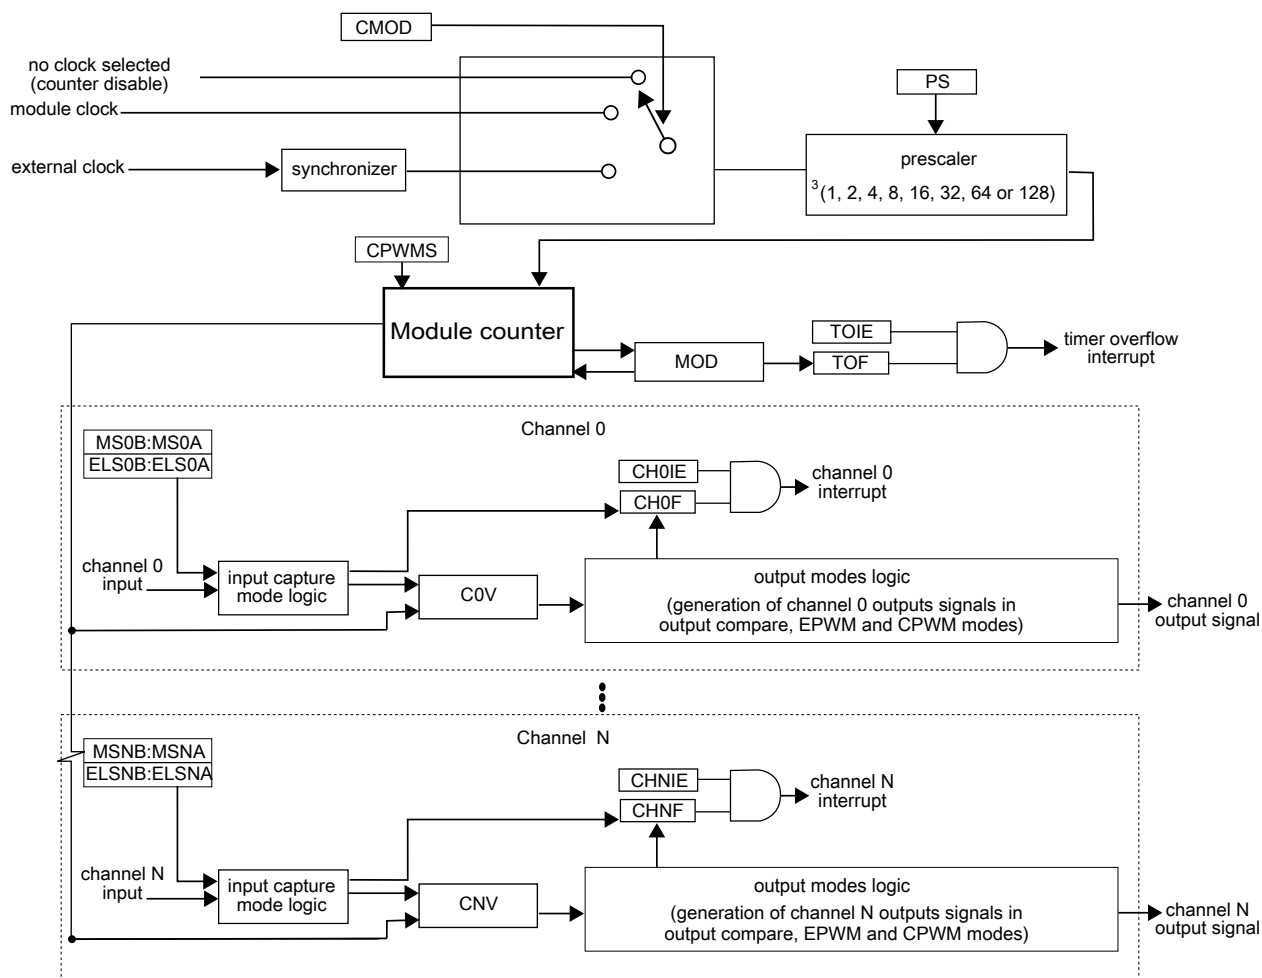 CMOD
no clock selected
(counter disable)
PS
module clock
prescaler
external clock
synchronizer
3 (1, 2, 4, 8, 16, 32, 64 or 128)
CPWMS
Module counter
TOIE
timer overflow
interrupt
MOD
TOF
Channel 0
MS0B:MS0A
ELS0B:ELS0A
CH0IE
channel 0
interrupt
CH0F
channel 0
input
input capture
mode logic
C0V
output modes logic
(generation of channel 0 outputs signals in
output compare, EPWM and CPWM modes)
channel 0
output signal
Channel N
MSNB:MSNA
ELSNB:ELSNA
CHNIE
channel N
interrupt
CHNF
channel N
input
input capture
mode logic
CNV
output modes logic
(generation of channel N outputs signals in
output compare, EPWM and CPWM modes)
channel N
output signal